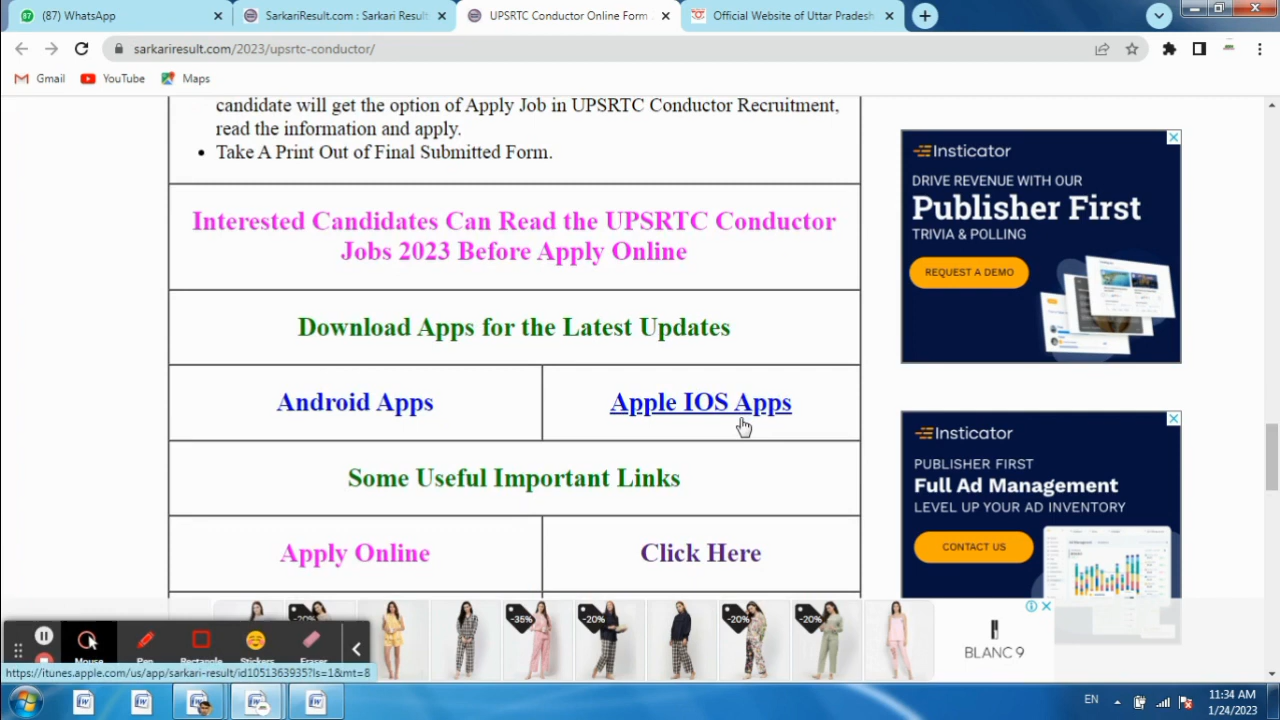 (87) WhatsApp
SarkariResult.com : Sarkari Result
UPSRTC Conductor Online Form
Official Website of Uttar Pradesh
sarkariresult.com/2023/upsrtc-conductor/
Gmail
YouTube
Maps
candidate will get the option of Apply Job in UPSRTC Conductor Recruitment,
read the information and apply.
• Take A Print Out of Final Submitted Form.
Interested Candidates Can Read the UPSRTC Conductor
Jobs 2023 Before Apply Online
Download Apps for the Latest Updates
Android Apps
Apple IOS Apps
Some Useful Important Links
Apply Online
Click Here
Insticator
DRIVE REVENUE WITH OUR
Publisher First
TRIVIA & POLLING
REQUEST A DEMO
Insticator
PUBLISHER FIRST
Full Ad Management
LEVEL UP YOUR AD INVENTORY
CONTACT US
-20%
-35%
-20%
-20%
-20%
BLANC 9
Mouse
Pen
Rectangle
Stickers
Eraser
https://itunes.apple.com/us/app/sarkari-result/id1051363935?ls=1&mt=8
EN
11:34 AM
1/24/2023